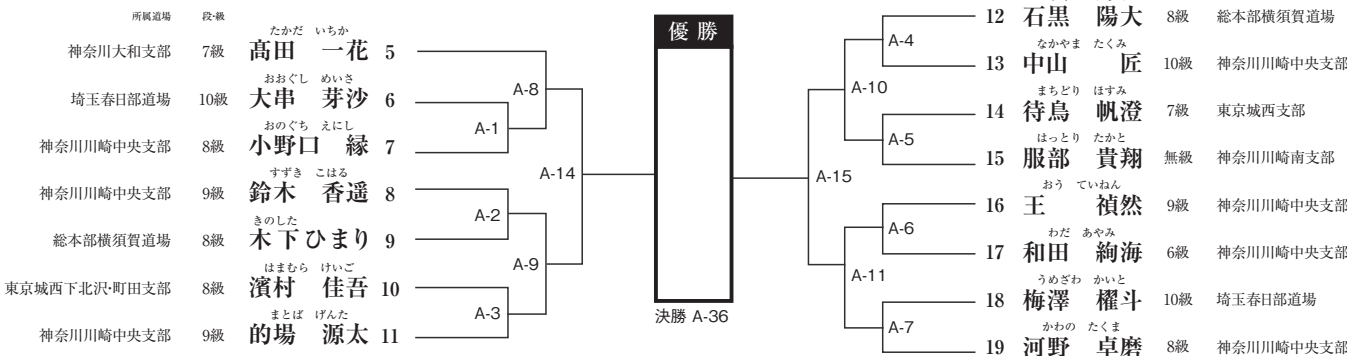 所属道場 段・級
たかだ いちか
神奈川大和支部 7級 髙田 一花 5
おおぐし めいさ
埼玉春日部道場 10級 大串 芽沙 6
おのぐち えにし
神奈川川崎中央支部 8級 小野口 縁 7
すずき こはる
神奈川川崎中央支部 9級 鈴木 香遥 8
きのした
総本部横須賀道場 8級 木下ひまり 9
はまむら けいご
東京城西下北沢・町田支部 8級 濱村 佳吾 10
まとば げんた
神奈川川崎中央支部 9級 的場 源太 11
A-8
A-1
A-14
A-2
A-9
A-3
優勝
決勝 A-36
A-4
A-10
A-5
A-15
A-6
A-11
A-7
12 石黒 陽大 8級 総本部横須賀道場
なかやま たくみ
13 中山 匠 10級 神奈川川崎中央支部
まちどり ほすみ
14 待鳥 帆澄 7級 東京城西支部
はっとり たかと
15 服部 貴翔 無級 神奈川川崎南支部
おう ていねん
16 王 禎然 9級 神奈川川崎中央支部
わだ あやみ
17 和田 絢海 6級 神奈川川崎中央支部
うめざわ かいと
18 梅澤 櫂斗 10級 埼玉春日部道場
かわの たくま
19 河野 卓磨 8級 神奈川川崎中央支部